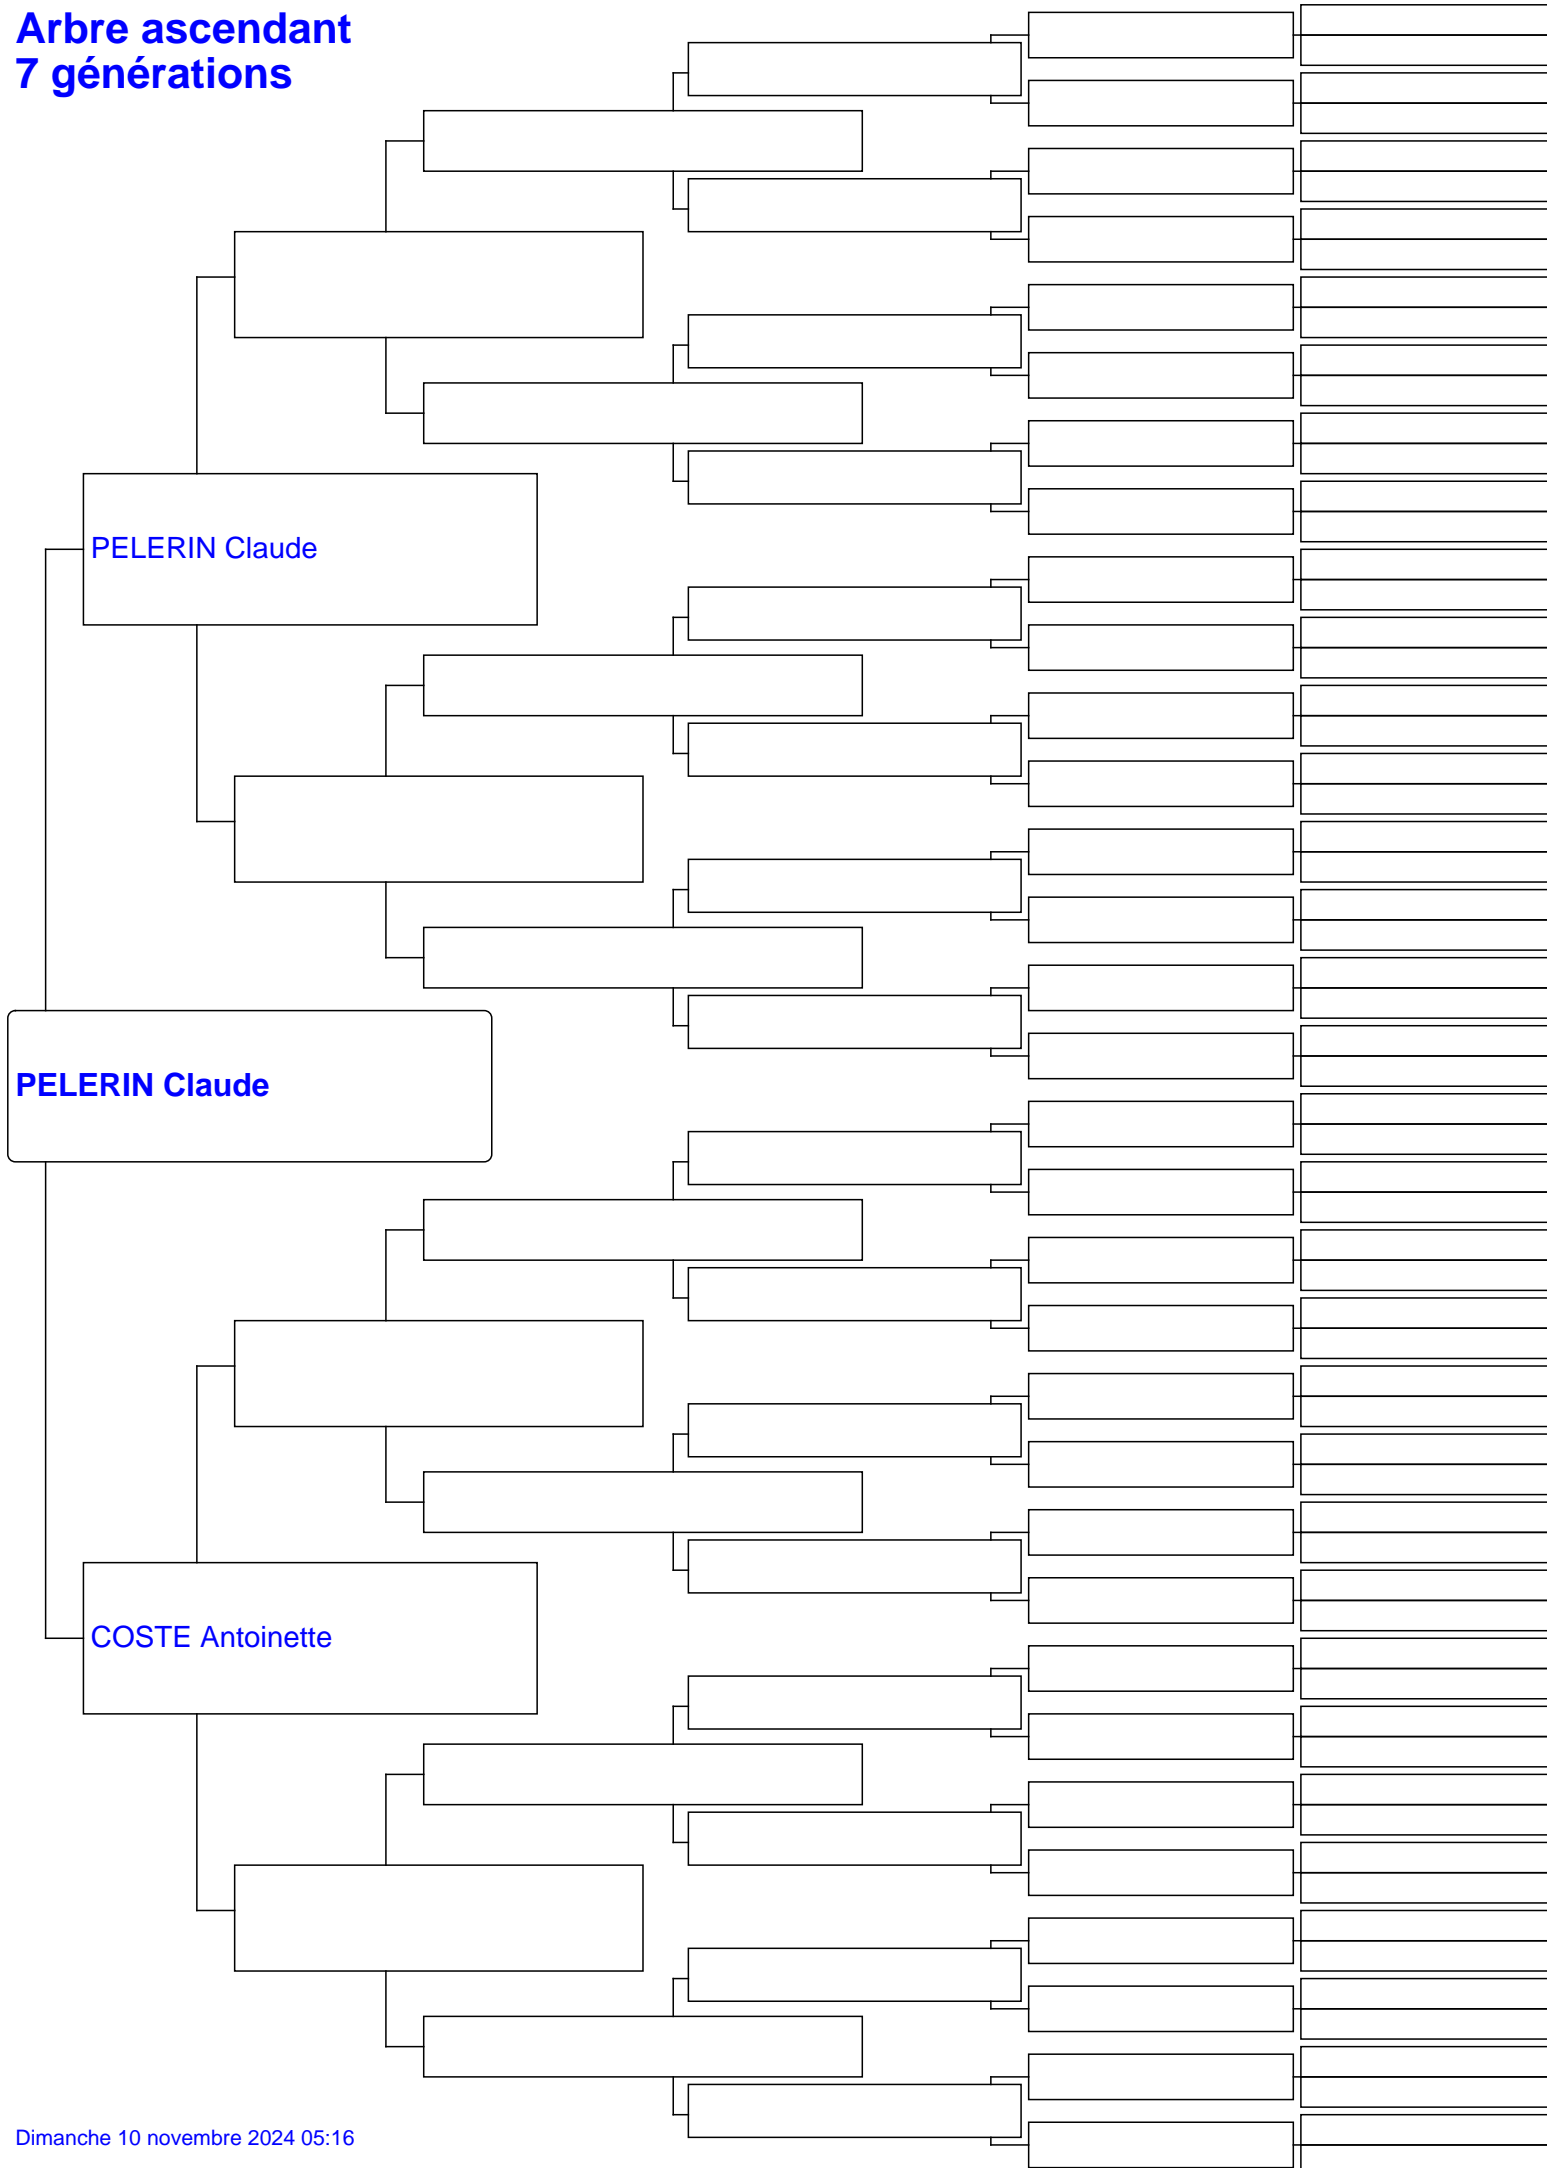 Arbre ascendant
7 générations
PELERIN Claude
PELERIN Claude
COSTE Antoinette
Dimanche 10 novembre 2024 05:16